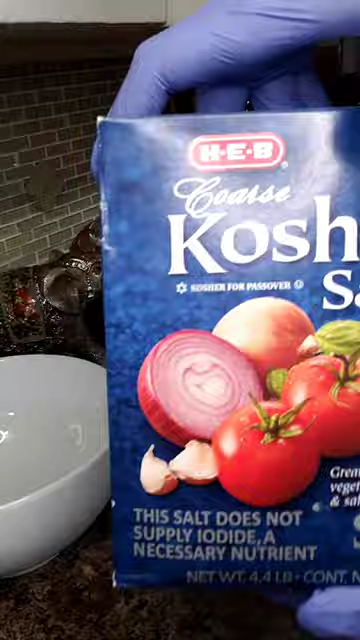 H-E-B
Coarse
Kosh
Sa
KOSHER FOR PASSOVER
THIS SALT DOES NOT
SUPPLY IODIDE, A
NECESSARY NUTRIENT
NET WT. 4.4 LB • CONT. N